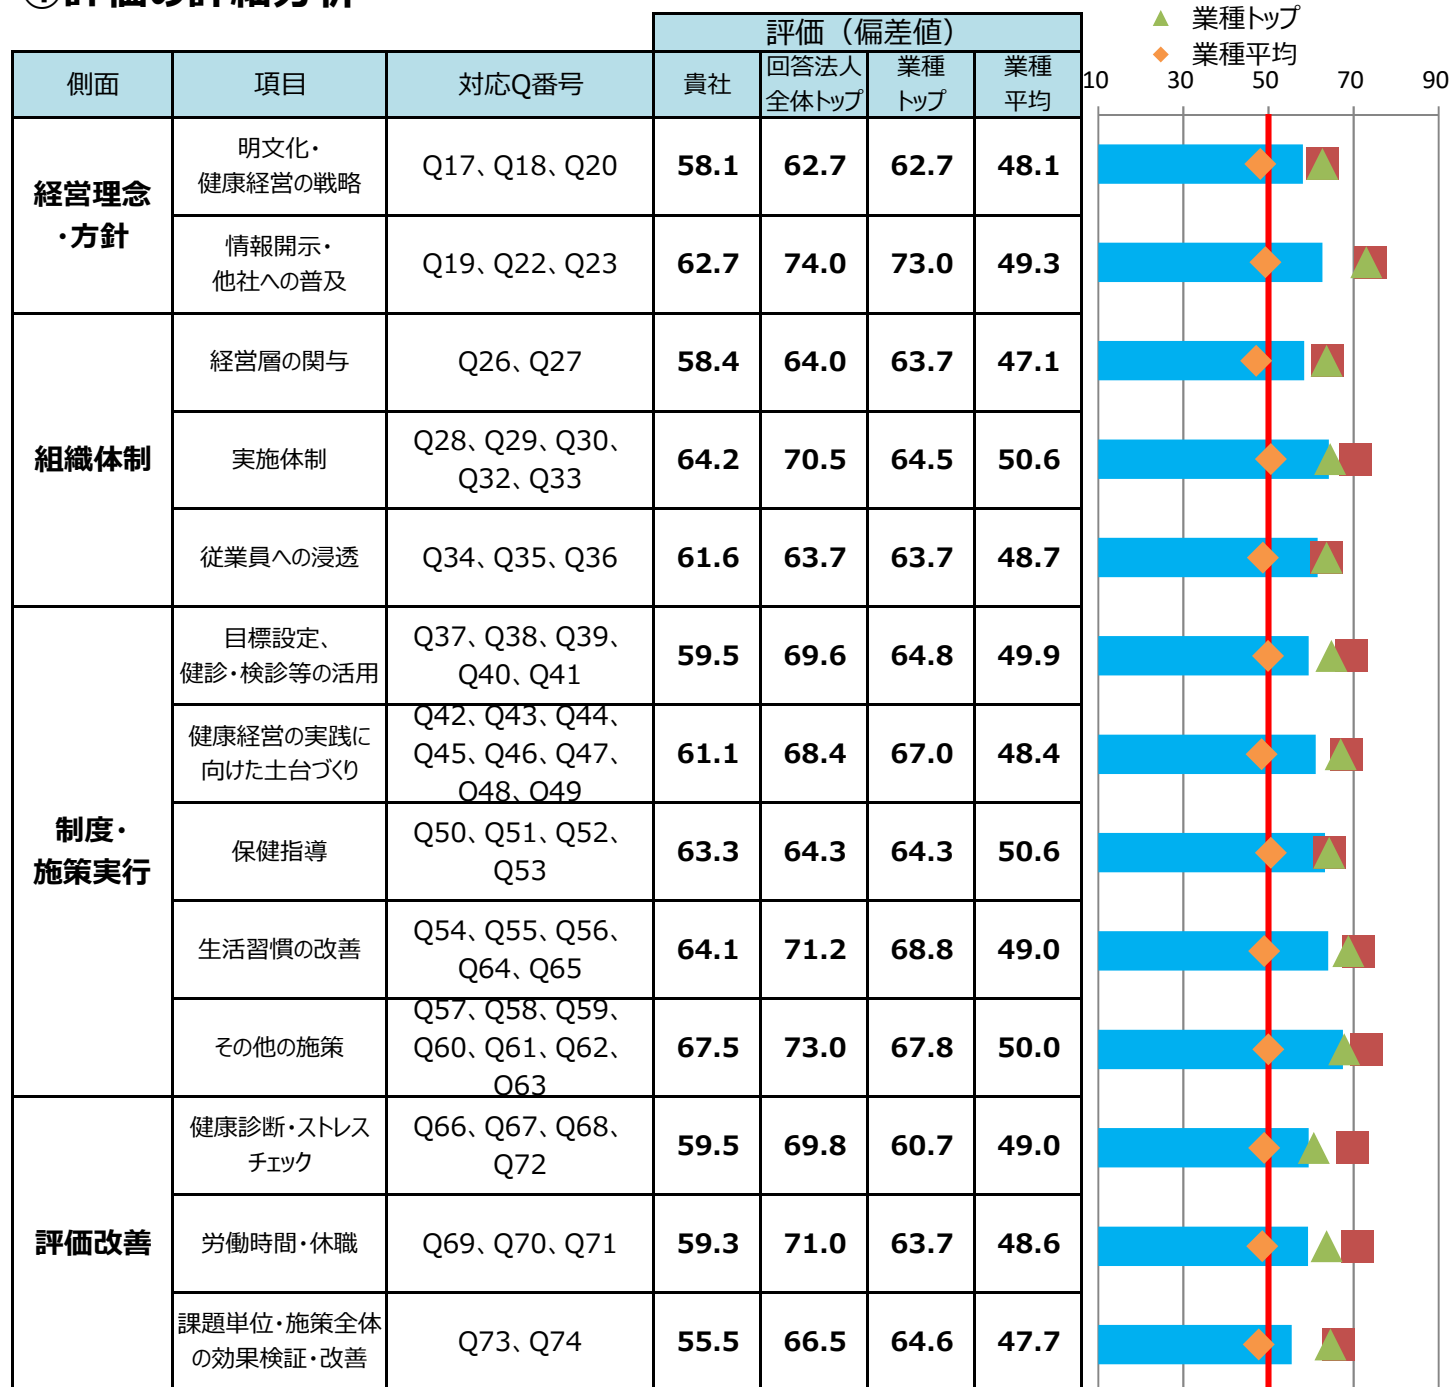 ①評価の詳細分析
▲ 業種トップ
◆ 業種平均
10 30 50 70 90
評価（偏差値）
側面 項目 対応Q番号 貴社 回答法人 業種 業種
全体トップ トップ 平均
経営理念
・方針
明文化・
健康経営の戦略
Q17、Q18、Q20 58.1 62.7 62.7 48.1
情報開示・
他社への普及
Q19、Q22、Q23 62.7 74.0 73.0 49.3
組織体制
経営層の関与 Q26、Q27 58.4 64.0 63.7 47.1
実施体制
Q28、Q29、Q30、
Q32、Q33
64.2 70.5 64.5 50.6
従業員への浸透 Q34、Q35、Q36 61.6 63.7 63.7 48.7
制度・
施策実行
目標設定、
健診・検診等の活用
Q37、Q38、Q39、
Q40、Q41
59.5 69.6 64.8 49.9
健康経営の実践に
向けた土台づくり
Q42、Q43、Q44、
Q45、Q46、Q47、
Q48、Q49
61.1 68.4 67.0 48.4
保健指導
Q50、Q51、Q52、
Q53
63.3 64.3 64.3 50.6
生活習慣の改善
Q54、Q55、Q56、
Q64、Q65
64.1 71.2 68.8 49.0
その他の施策
Q57、Q58、Q59、
Q60、Q61、Q62、
Q63
67.5 73.0 67.8 50.0
評価改善
健康診断・ストレス
チェック
Q66、Q67、Q68、
Q72
59.5 69.8 60.7 49.0
労働時間・休職 Q69、Q70、Q71 59.3 71.0 63.7 48.6
課題単位・施策全体
の効果検証・改善
Q73、Q74 55.5 66.5 64.6 47.7